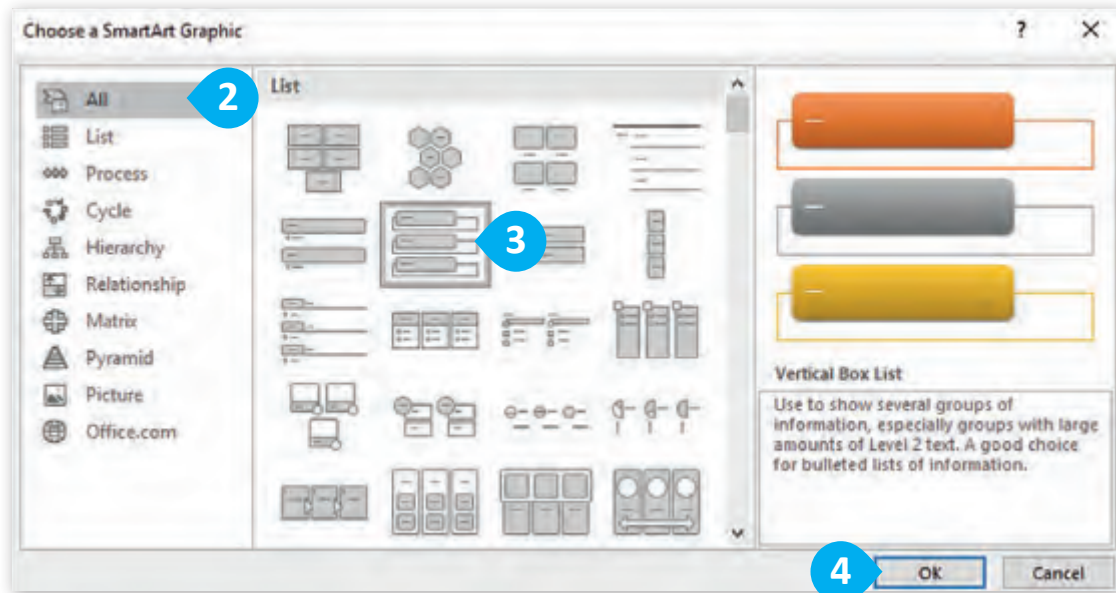 Choose a SmartArt Graphic
?
All
2
List
Process
Cycle
Hierarchy
Relationship
Matrix
Pyramid
Picture
Office.com
List
3
Vertical Box List
Use to show several groups of
information, especially groups with large
amounts of Level 2 text. A good choice
for bulleted lists of information.
4
OK
Cancel